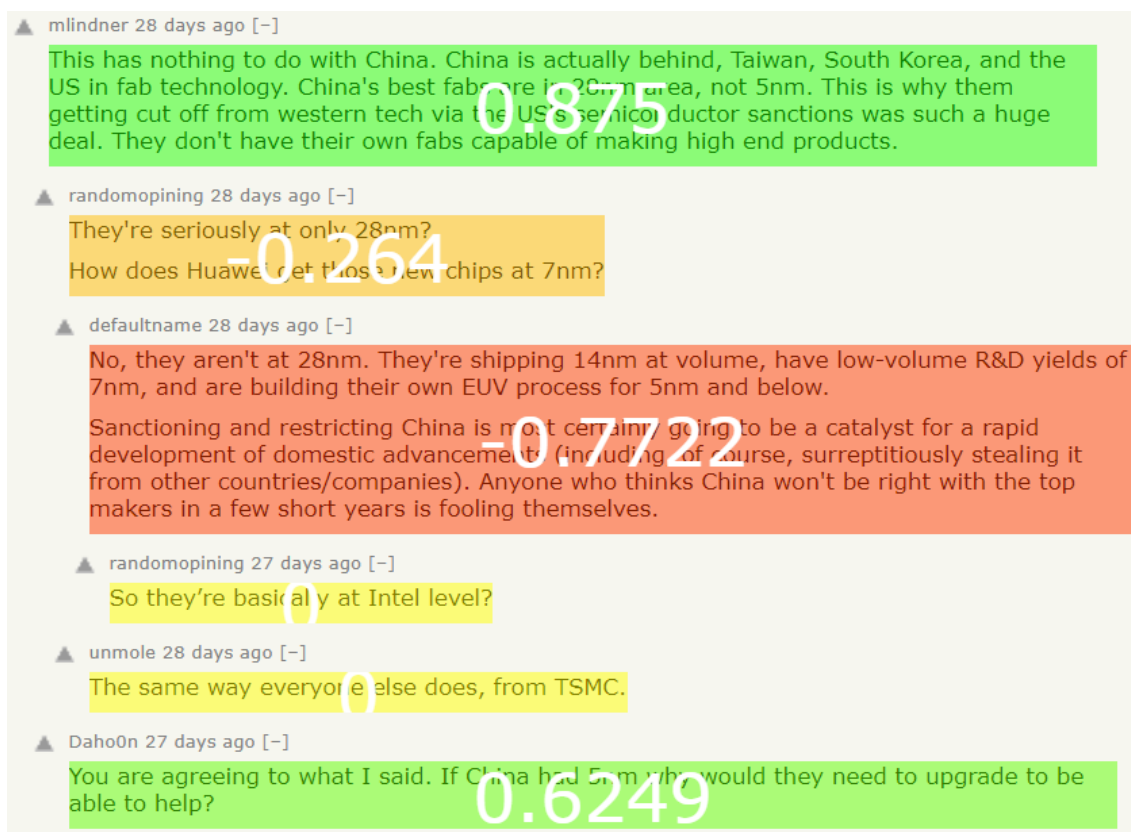 mlindner 28 days ago [–]
This has nothing to do with China. China is actually behind, Taiwan, South Korea, and the
US in fab technology. China's best fabs are in 28nm area, not 5nm. This is why them
getting cut off from western tech via the US's semiconductor sanctions was such a huge
deal. They don't have their own fabs capable of making high end products.
0.875
randomopining 28 days ago [–]
They're seriously at only 28nm?
How does Huawei get those new chips at 7nm?
-0.264
defaultname 28 days ago [–]
No, they aren't at 28nm. They're shipping 14nm at volume, have low-volume R&D yields of
7nm, and are building their own EUV process for 5nm and below.
Sanctioning and restricting China is most certainly going to be a catalyst for a rapid
development of domestic advancements (including, of course, surreptitiously stealing it
from other countries/companies). Anyone who thinks China won't be right with the top
makers in a few short years is fooling themselves.
-0.7722
randomopining 27 days ago [–]
So they’re basically at Intel level?
0
unmole 28 days ago [–]
The same way everyone else does, from TSMC.
0
Daho0n 27 days ago [–]
You are agreeing to what I said. If China had 5nm why would they need to upgrade to be
able to help?
0.6249